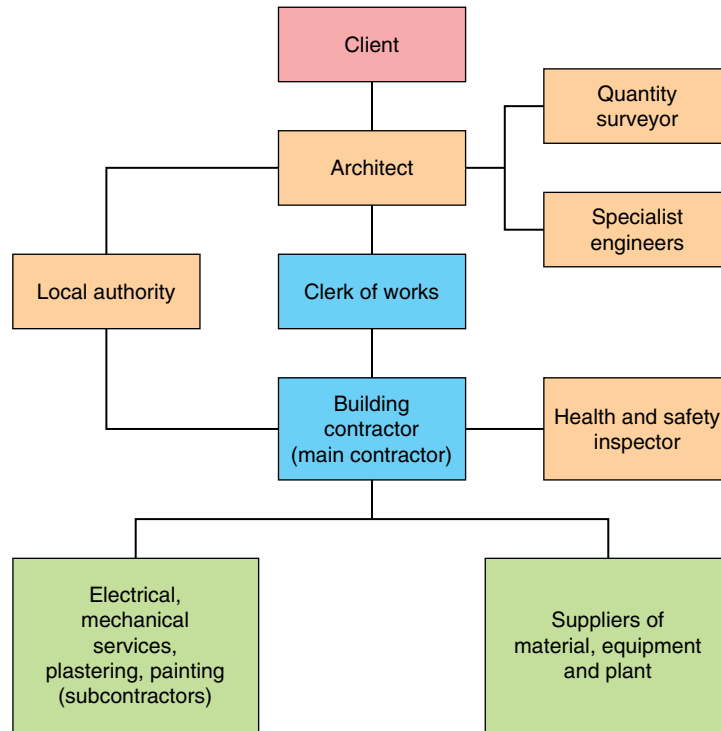 Client
Quantity
surveyor
Architect
Specialist
engineers
Local authority
Clerk of works
Building
contractor
(main contractor)
Health and safety
inspector
Electrical,
mechanical
services,
plastering, painting
(subcontractors)
Suppliers of
material, equipment
and plant